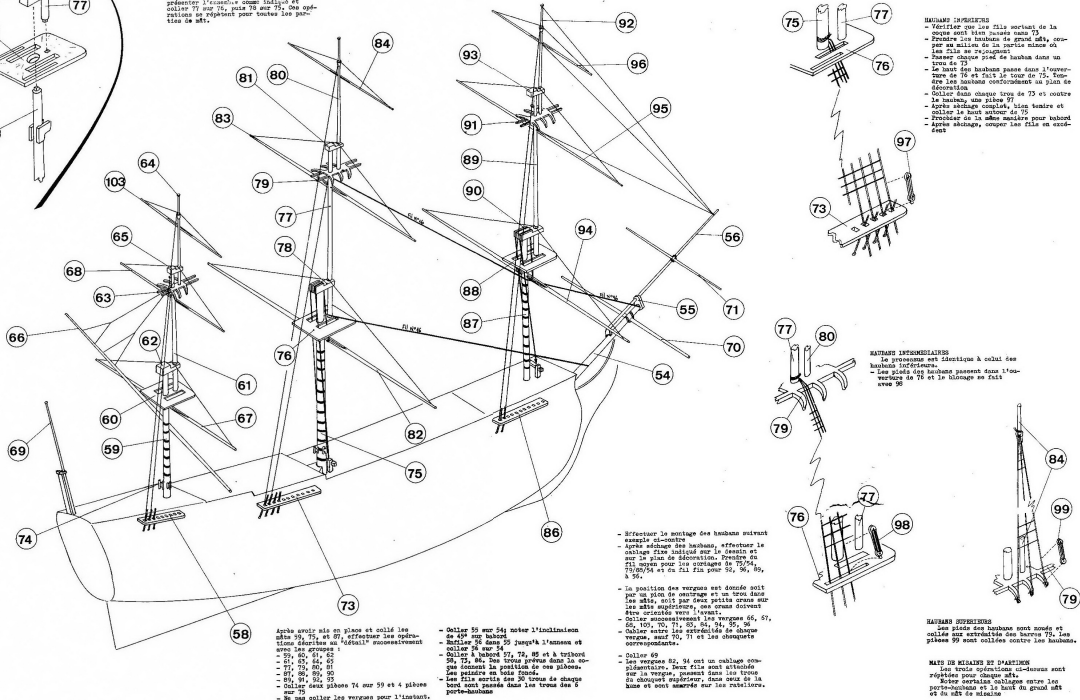 77
présenter l'ensemble comme indiqué et
coller 77 sur 76, puis 78 sur 75. Ces opé-
rations se répètent pour toutes les par-
ties de mât.
84
80
81
83
79
77
78
76
82
75
73
92
93
96
95
91
89
90
94
88
87
56
55
71
70
54
86
64
103
65
68
63
66
62
61
60
67
59
69
74
58
fil N°16
fil N°16
fil N°16
75
77
76
97
73
HAUBANS INFERIEURS
- Vérifier que les fils sortant de la
coque sont bien passés dans 73
- Prendre les haubans de grand mât, cou-
per au milieu de la partie mince où
les fils se rejoignent
- Passer chaque pied de hauban dans un
trou de 73
- Le haut des haubans passe dans l'ouver-
ture de 76 et fait le tour de 75. Ten-
dre les haubans conformément au plan de
décoration
- Coller dans chaque trou de 73 et contre
le hauban, une pièce 97
- Après séchage complet, bien tendre et
coller le haut autour de 75
- Procéder de la même manière pour babord
- Après séchage, couper les fils en excé-
dent
77
80
79
HAUBANS INTERMEDIAIRES
le processus est identique à celui des
haubans inférieurs.
- Les pieds des haubans passent dans l'ou-
verture de 76 et le blocage se fait
avec 98
76
77
98
84
99
79
HAUBANS SUPERIEURS
Les pieds des haubans sont noués et
collés aux extrémités des barres 79. Les
pièces 99 sont collées contre les haubans.
MATS DE MISAINE ET D'ARTIMON
Les trois opérations ci-dessus sont
répétées pour chaque mât.
Noter certains cablages entre les
porte-haubans et le haut du grand mât
et du mât de misaine
Après avoir mis en place et collé les
mâts 59, 75, et 87, effectuer les opéra-
tions décrites au "détail" successivement
avec les groupes :
- 59, 60, 61, 62
- 61, 63, 64, 65
- 77, 79, 80, 81
- 87, 88, 89, 90
- 89, 91, 92, 93
- Coller deux pièces 74 sur 59 et 4 pièces
sur 75
- Ne pas coller les vergues pour l'instant.
- Coller 55 sur 54; noter l'inclinaison
de 45° sur babord
- Enfiler 56 dans 55 jusqu'à l'anneau et
coller 56 sur 54
- Coller à babord 57, 72, 85 et à tribord
58, 73, 86. Des trous prévus dans la co-
que donnent la position de ces pièces.
Les peindre en bois foncé.
- Les fils sortis des 30 trous de chaque
bord sont passés dans les trous des 6
porte-haubans
- Effectuer le montage des haubans suivant
exemple ci-contre
- Après séchage des haubans, effectuer le
cablage fixe indiqué sur le dessin et
sur le plan de décoration. Prendre du
fil moyen pour les cordages de 75/54,
79/88/54 et du fil fin pour 92, 96, 89,
à 56.
- La position des vergues est donnée soit
par un pion de centrage et un trou dans
les mâts, soit par deux petits crans sur
les mâts supérieurs, ces crans doivent
être orientés vers l'avant.
- Coller successivement les vergues 66, 67,
68, 103, 70, 71, 83, 84, 94, 95, 96
- Cabler entre les extrémités de chaque
vergue, sauf 70, 71 et les chouquets
correspondants.
- Coller 69
- Les vergues 82, 94 ont un cablage com-
plémentaire. Deux fils sont attachés
sur la vergue, passent dans les trous
du chouquet supérieur, dans ceux de la
hune et sont amarrés sur les rateliers.